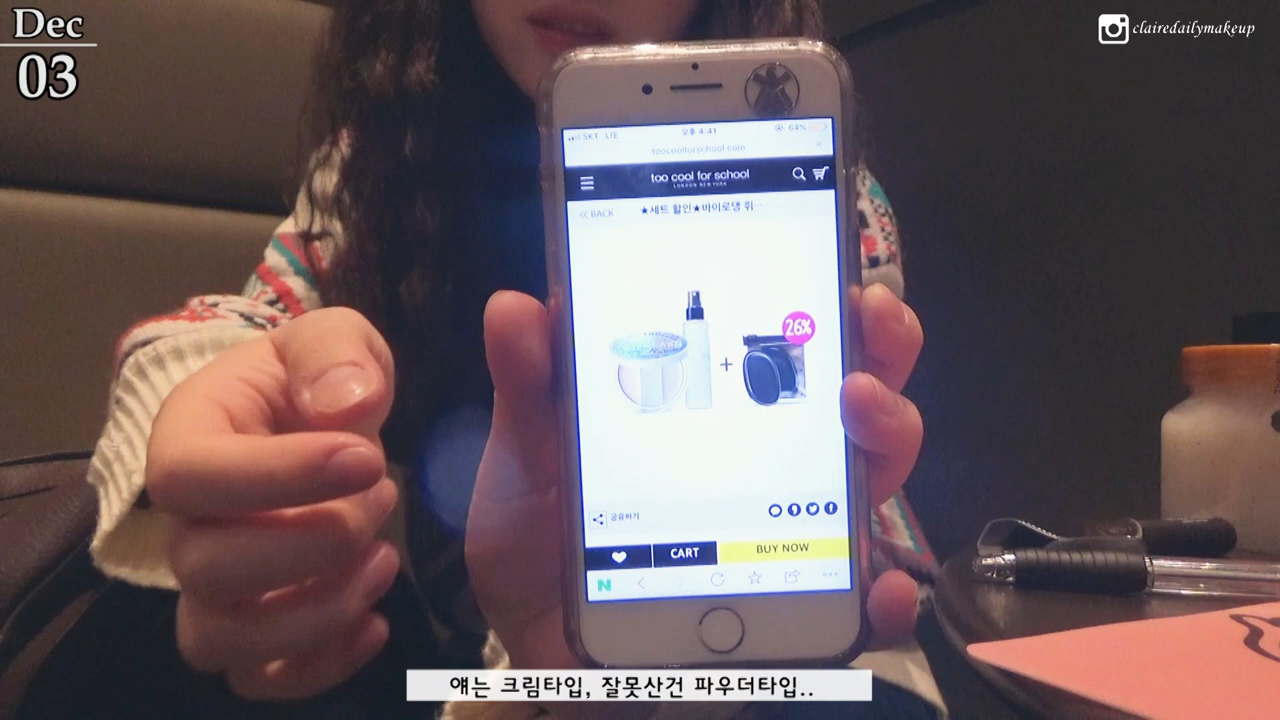 Dec
03
clairedailymakeup
SKT LTE
오후 4:41
64%
toocoolforschool.com
too cool for school
LONDON NEW YORK
<< BACK
★세트 할인★바이로댕 쥐…
26%
+
공유하기
CART
BUY NOW
N
얘는 크림타입, 잘못산건 파우더타입..